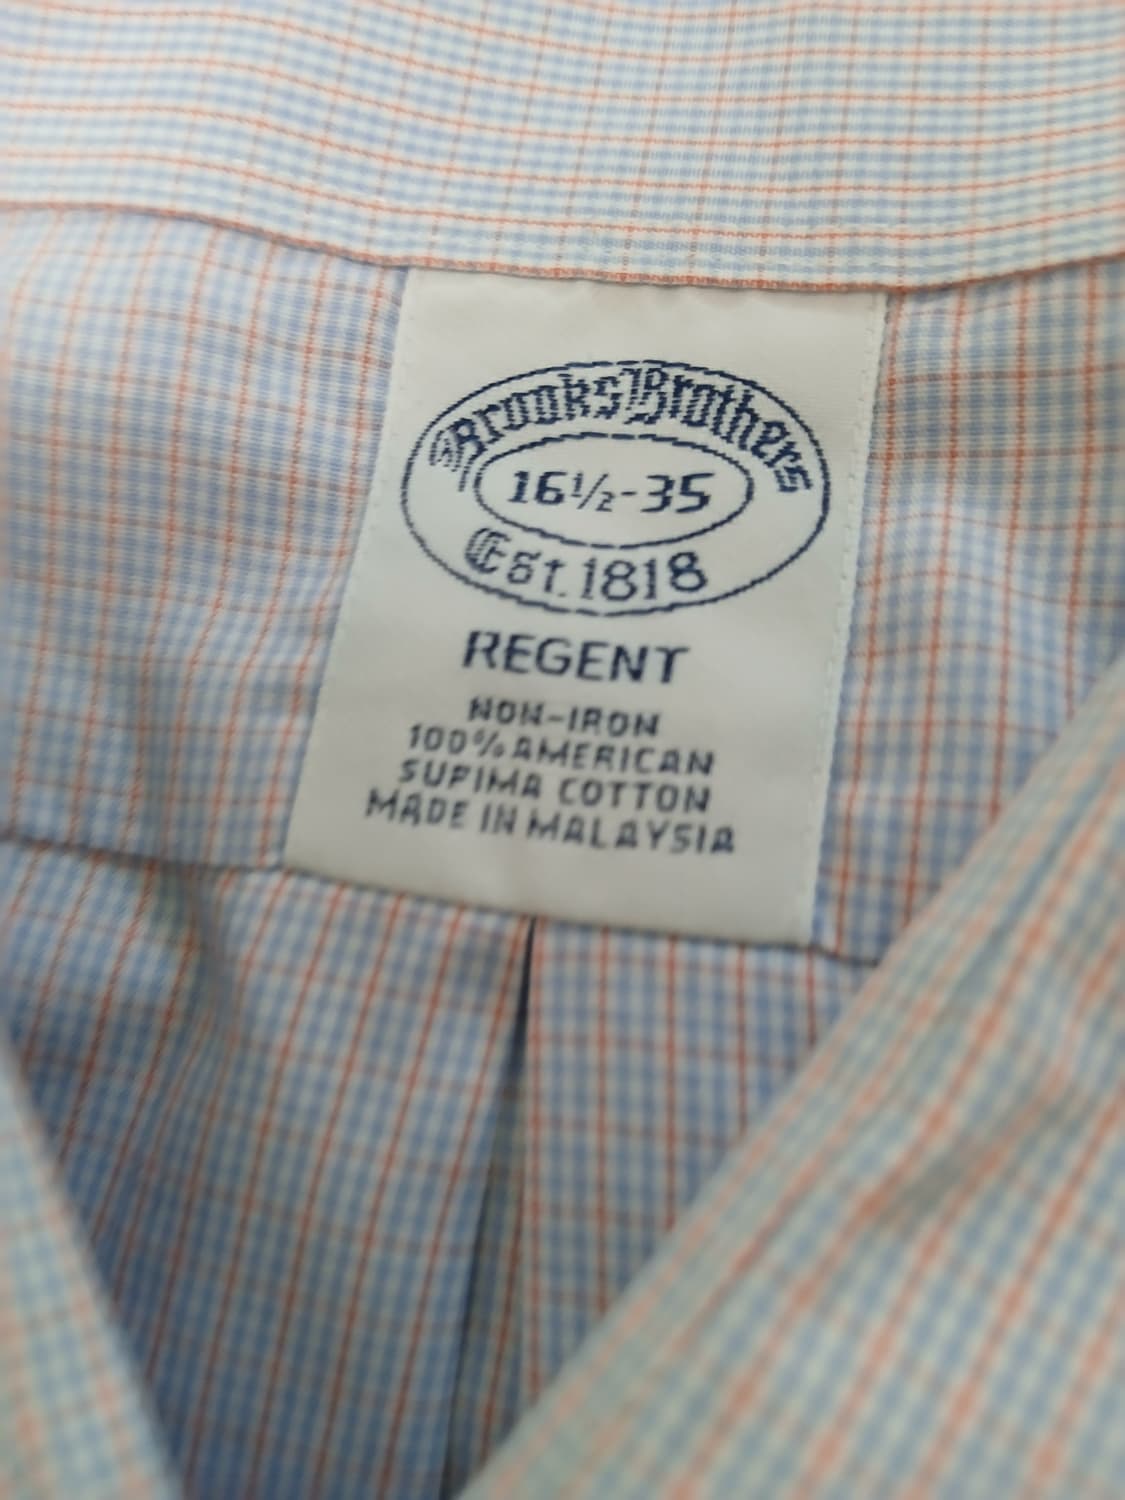 Brooks Brothers
16½-35
Est. 1818
REGENT
NON-IRON
100% AMERICAN
SUPIMA COTTON
MADE IN MALAYSIA